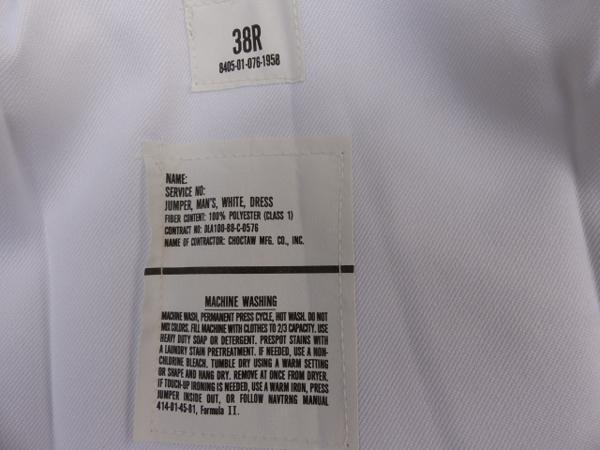 38R
8405-01-076-1958
NAME:
SERVICE NO:
JUMPER, MAN'S, WHITE, DRESS
FIBER CONTENT: 100% POLYESTER (CLASS 1)
CONTRACT NO: DLA100-88-C-0576
NAME OF CONTRACTOR: CHOCTAW MFG. CO., INC.
MACHINE WASHING
MACHINE WASH, PERMANENT PRESS CYCLE, HOT WASH. DO NOT
MIX COLORS. FILL MACHINE WITH CLOTHES TO 2/3 CAPACITY. USE
HEAVY DUTY SOAP OR DETERGENT. PRESPOT STAINS WITH
A LAUNDRY STAIN PRETREATMENT. IF NEEDED, USE A NON-
CHLORINE BLEACH. TUMBLE DRY USING A WARM SETTING
OR SHAPE AND HANG DRY. REMOVE AT ONCE FROM DRYER.
IF TOUCH-UP IRONING IS NEEDED, USE A WARM IRON, PRESS
JUMPER INSIDE OUT, OR FOLLOW NAVTRNG MANUAL
414-01-45-81, Formula II.